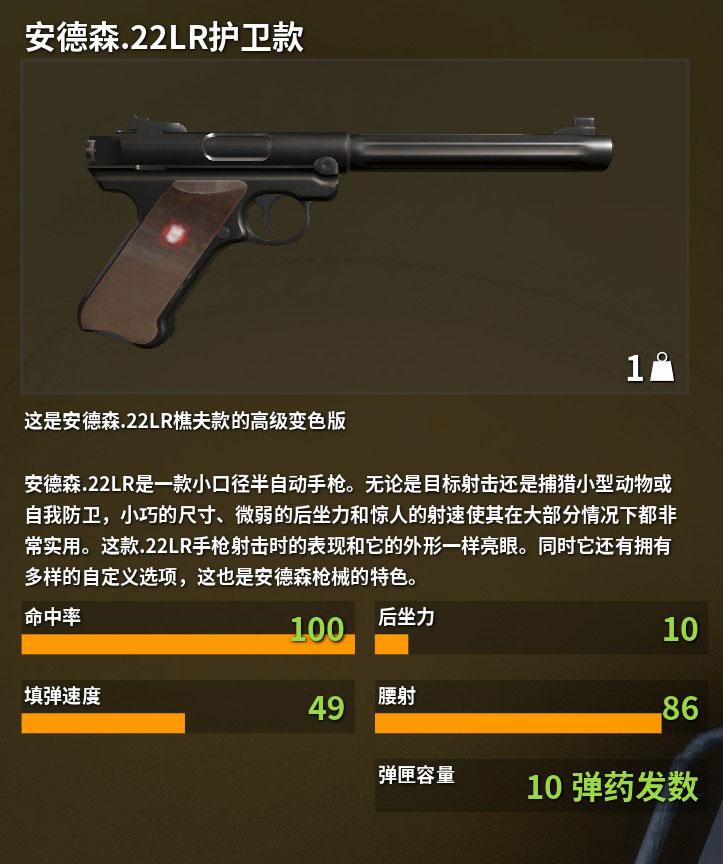 安德森.22LR护卫款
1
这是安德森.22LR樵夫款的高级变色版
安德森.22LR是一款小口径半自动手枪。无论是目标射击还是捕猎小型动物或
自我防卫，小巧的尺寸、微弱的后坐力和惊人的射速使其在大部分情况下都非
常实用。这款.22LR手枪射击时的表现和它的外形一样亮眼。同时它还有拥有
多样的自定义选项，这也是安德森枪械的特色。
命中率 100
后坐力 10
填弹速度 49
腰射 86
弹匣容量 10 弹药发数